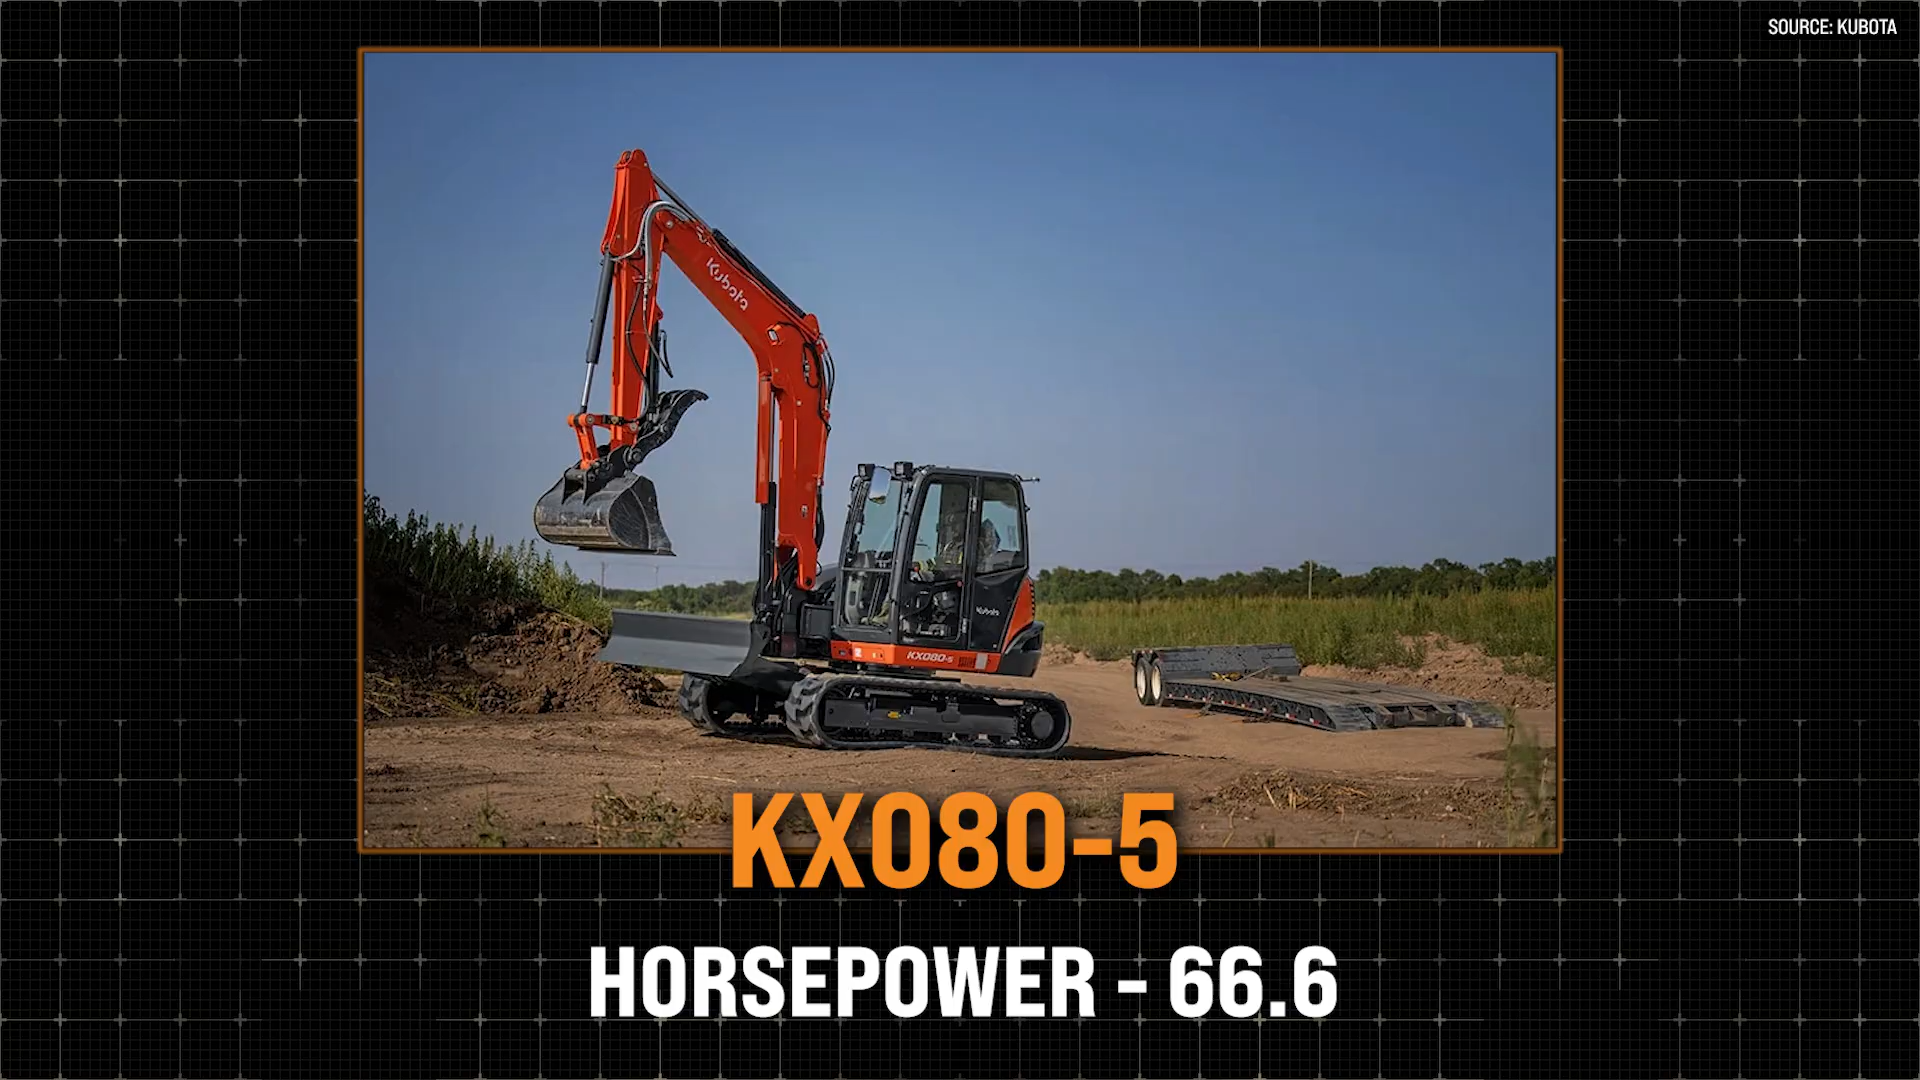 SOURCE: KUBOTA
Kubota
Kubota
KX080-5
KX080-5
HORSEPOWER - 66.6